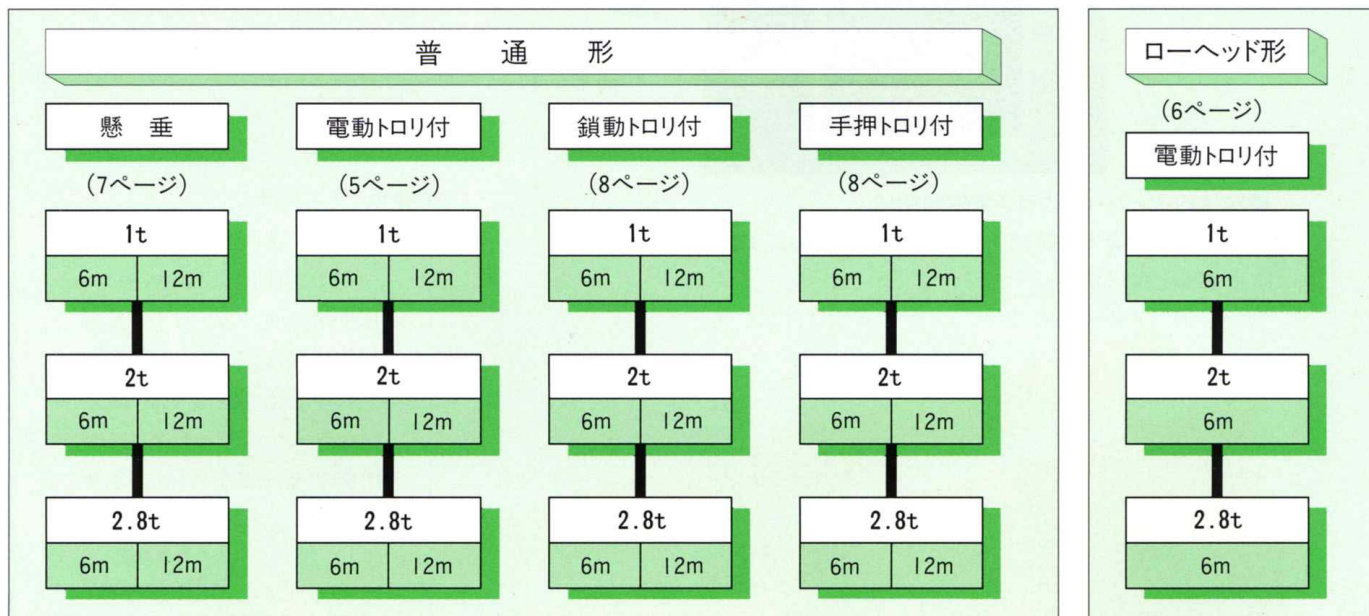 普通形
懸垂 電動トロリ付 鎖動トロリ付 手押トロリ付
(7ページ) (5ページ) (8ページ) (8ページ)
1t 1t 1t 1t
6m 12m 6m 12m 6m 12m 6m 12m
2t 2t 2t 2t
6m 12m 6m 12m 6m 12m 6m 12m
2.8t 2.8t 2.8t 2.8t
6m 12m 6m 12m 6m 12m 6m 12m
ローヘッド形
(6ページ)
電動トロリ付
1t
6m
2t
6m
2.8t
6m